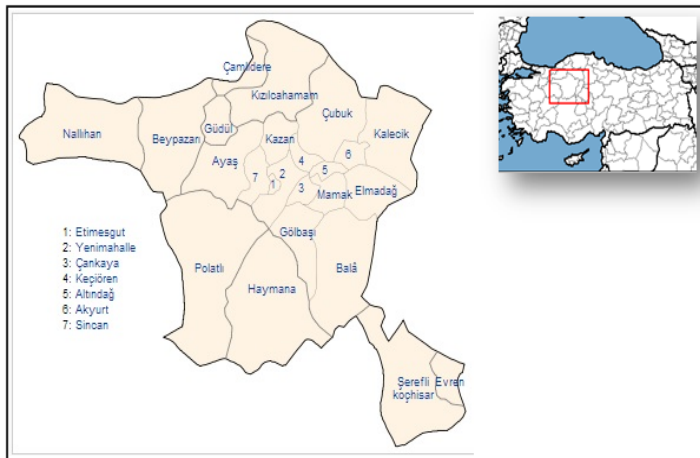 Çamlıdere
Kızılcahamam
Çubuk
Nallıhan
Beypazarı
Güdül
Kazan
Kalecik
Ayaş
4
6
7
2
5
1
3
Mamak
Elmadağ
Gölbaşı
1: Etimesgut
2: Yenimahalle
3: Çankaya
4: Keçiören
5: Altındağ
6: Akyurt
7: Sincan
Polatlı
Haymana
Balâ
Şerefli
koçhisar
Evren